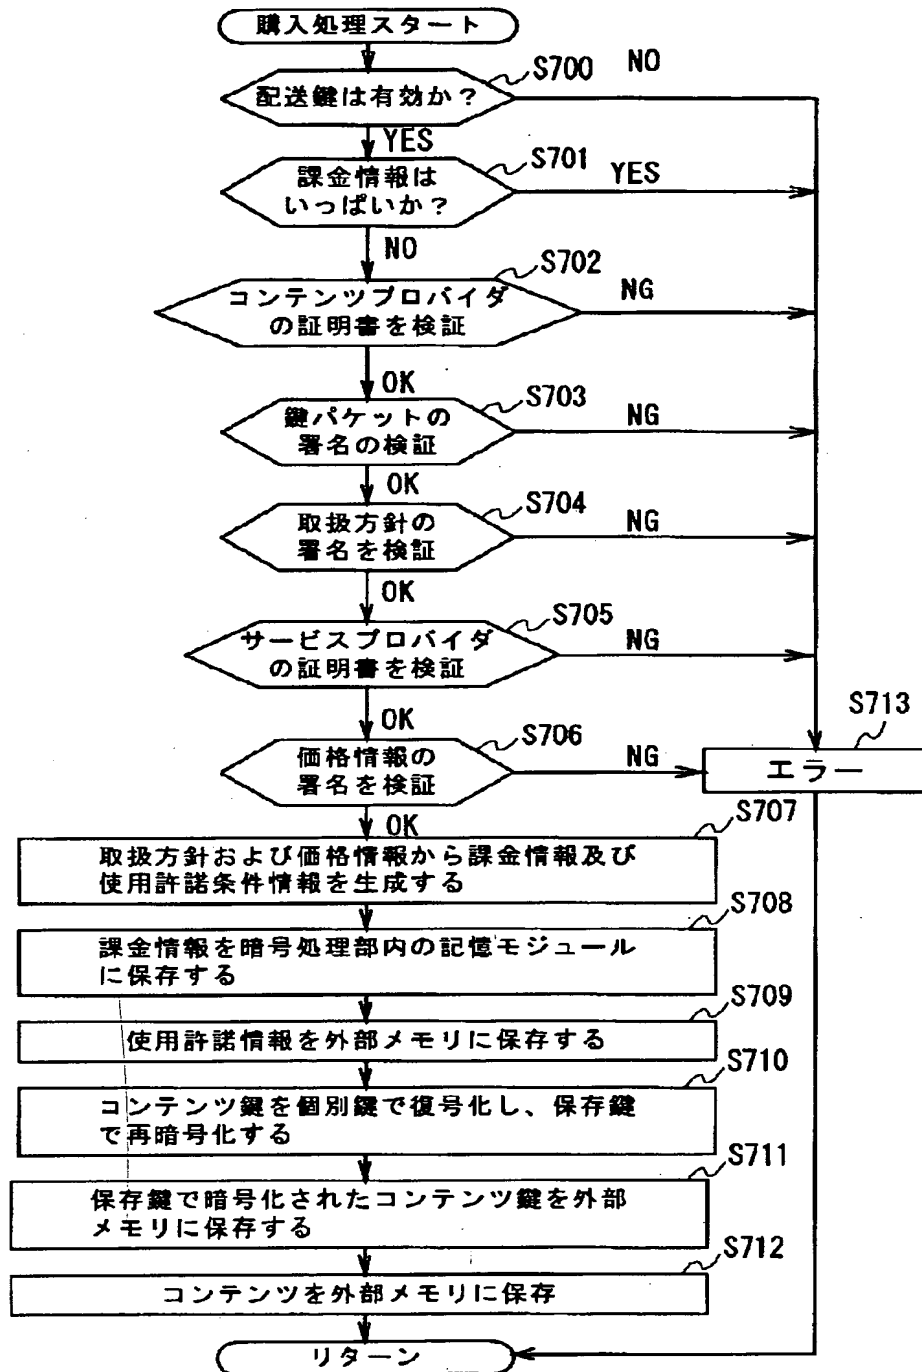 購入処理スタート
S700
NO
配送鍵は有効か？
YES
S701
課金情報は
いっぱいか？
YES
NO
S702
コンテンツプロバイダ
の証明書を検証
NG
OK
S703
鍵パケットの
署名の検証
NG
OK
S704
取扱方針の
署名を検証
NG
OK
S705
サービスプロバイダ
の証明書を検証
NG
OK
S706
価格情報の
署名を検証
NG
S713
エラー
OK
S707
取扱方針および価格情報から課金情報及び
使用許諾条件情報を生成する
S708
課金情報を暗号処理部内の記憶モジュール
に保存する
S709
使用許諾情報を外部メモリに保存する
S710
コンテンツ鍵を個別鍵で復号化し、保存鍵
で再暗号化する
S711
保存鍵で暗号化されたコンテンツ鍵を外部
メモリに保存する
S712
コンテンツを外部メモリに保存
リターン